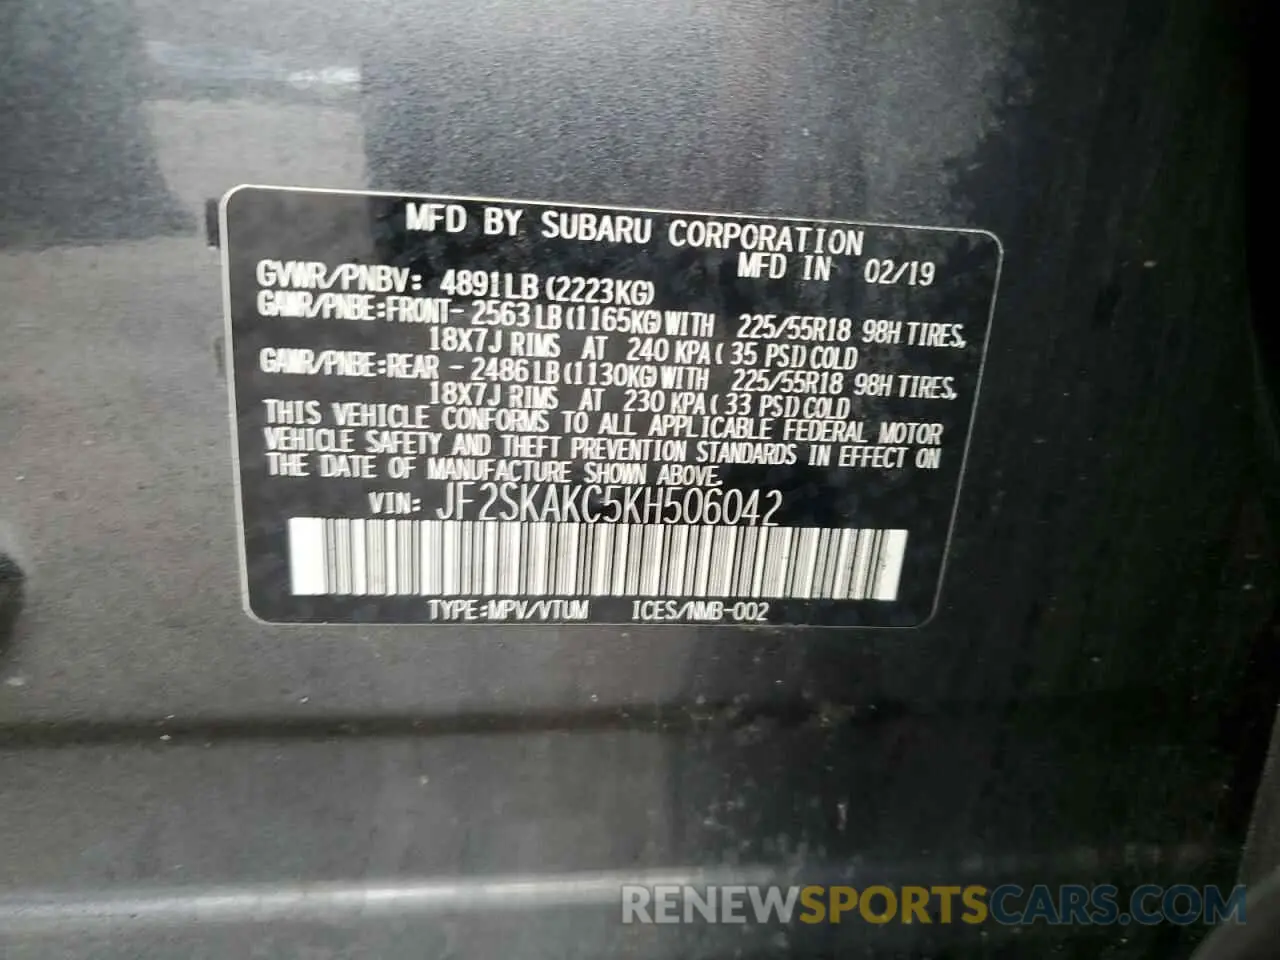 MFD BY SUBARU CORPORATION
MFD IN 02/19
GVWR/PNBV: 4891LB (2223KG)
GAWR/PNBE:FRONT- 2563LB(1165KG)WITH 225/55R18 98H TIRES,
18X7J RIMS AT 240 KPA( 35 PSI)COLD
GAWR/PNBE:REAR - 2486LB(1130KG)WITH 225/55R18 98H TIRES,
18X7J RIMS AT 230 KPA( 33 PSI)COLD
THIS VEHICLE CONFORMS TO ALL APPLICABLE FEDERAL MOTOR
VEHICLE SAFETY AND THEFT PREVENTION STANDARDS IN EFFECT ON
THE DATE OF MANUFACTURE SHOWN ABOVE.
VIN: JF2SKAKC5KH506042
TYPE:MPV/VTUM ICES/NMB-002
RENEWSPORTSCARS.COM